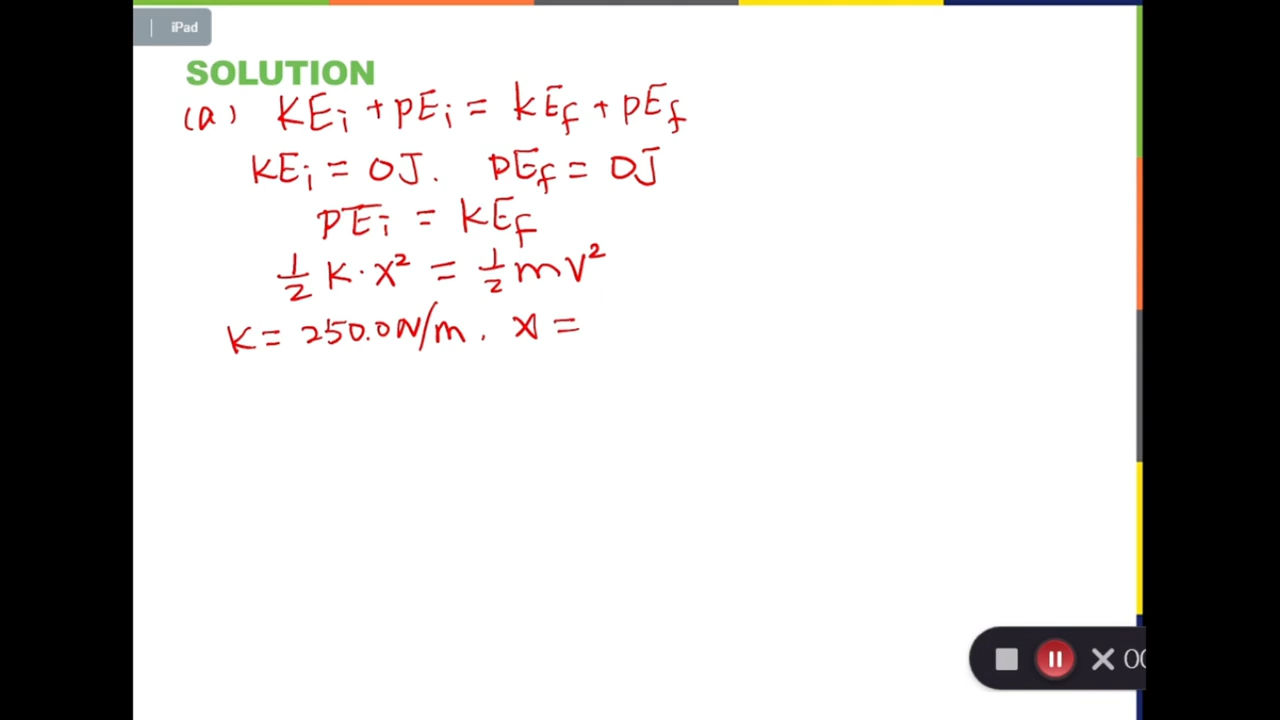 iPad
SOLUTION
(a) KEi + PEi = KEf + PEf
KEi = 0J. PEf = 0J
PEi = KEf
1/2 K · x² = 1/2 mv²
K = 250.0N/m. x =
00